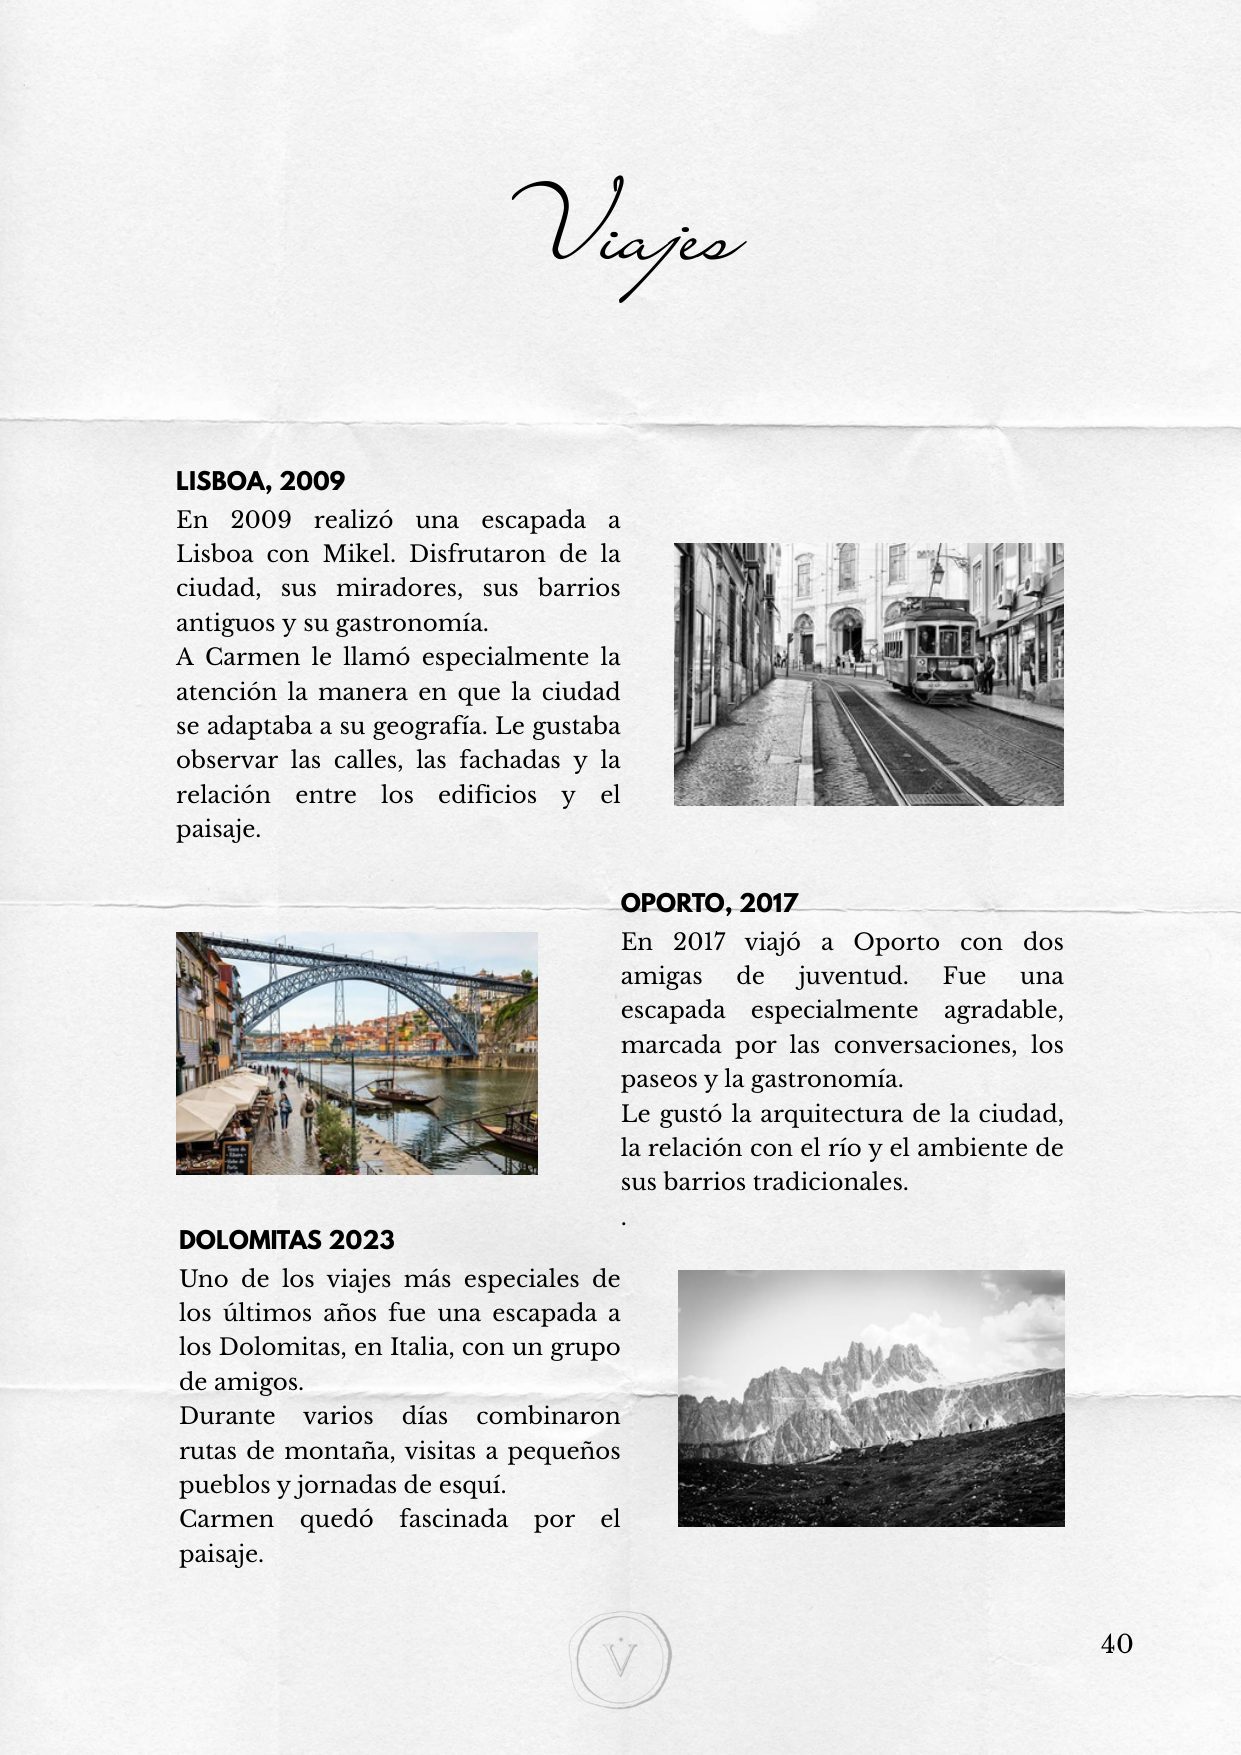 Viajes
LISBOA, 2009
En 2009 realizó una escapada a
Lisboa con Mikel. Disfrutaron de la
ciudad, sus miradores, sus barrios
antiguos y su gastronomía.
A Carmen le llamó especialmente la
atención la manera en que la ciudad
se adaptaba a su geografía. Le gustaba
observar las calles, las fachadas y la
relación entre los edificios y el
paisaje.
OPORTO, 2017
En 2017 viajó a Oporto con dos
amigas de juventud. Fue una
escapada especialmente agradable,
marcada por las conversaciones, los
paseos y la gastronomía.
Le gustó la arquitectura de la ciudad,
la relación con el río y el ambiente de
sus barrios tradicionales.
.
DOLOMITAS 2023
Uno de los viajes más especiales de
los últimos años fue una escapada a
los Dolomitas, en Italia, con un grupo
de amigos.
Durante varios días combinaron
rutas de montaña, visitas a pequeños
pueblos y jornadas de esquí.
Carmen quedó fascinada por el
paisaje.
V
40